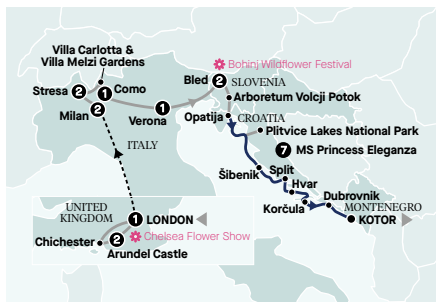 Villa Carlotta &
Villa Melzi Gardens
Bohinj Wildflower Festival
Bled 2
SLOVENIA
Stresa 2
1 Como
Arboretum Volcji Potok
2
Milan
1
Verona
Opatija
CROATIA
Plitvice Lakes National Park
7 MS Princess Eleganza
ITALY
Šibenik
Split
Hvar
Korčula
Dubrovnik
MONTENEGRO
KOTOR
UNITED
KINGDOM
1 LONDON
Chelsea Flower Show
Chichester
2
Arundel Castle